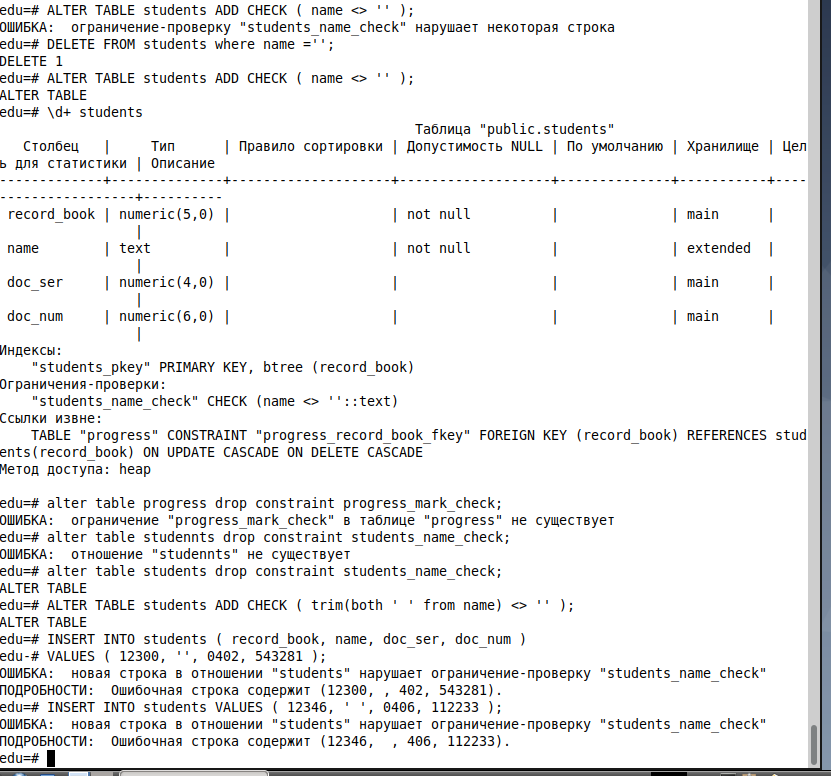 edu=# ALTER TABLE students ADD CHECK ( name <> '' );
ОШИБКА:  ограничение-проверку "students_name_check" нарушает некоторая строка
edu=# DELETE FROM students where name ='';
DELETE 1
edu=# ALTER TABLE students ADD CHECK ( name <> '' );
ALTER TABLE
edu=# \d+ students
                                                    Таблица "public.students"
   Столбец   |     Тип      | Правило сортировки | Допустимость NULL | По умолчанию | Хранилище | Цел
ь для статистики | Описание
-------------+--------------+--------------------+-------------------+--------------+-----------+----
-----------------+----------
 record_book | numeric(5,0) |                    | not null          |              | main      |
                 |
 name        | text         |                    | not null          |              | extended  |
                 |
 doc_ser     | numeric(4,0) |                    |                   |              | main      |
                 |
 doc_num     | numeric(6,0) |                    |                   |              | main      |
                 |
Индексы:
    "students_pkey" PRIMARY KEY, btree (record_book)
Ограничения-проверки:
    "students_name_check" CHECK (name <> ''::text)
Ссылки извне:
    TABLE "progress" CONSTRAINT "progress_record_book_fkey" FOREIGN KEY (record_book) REFERENCES stud
ents(record_book) ON UPDATE CASCADE ON DELETE CASCADE
Метод доступа: heap

edu=# alter table progress drop constraint progress_mark_check;
ОШИБКА:  ограничение "progress_mark_check" в таблице "progress" не существует
edu=# alter table studennts drop constraint students_name_check;
ОШИБКА:  отношение "studennts" не существует
edu=# alter table students drop constraint students_name_check;
ALTER TABLE
edu=# ALTER TABLE students ADD CHECK ( trim(both ' ' from name) <> '' );
ALTER TABLE
edu=# INSERT INTO students ( record_book, name, doc_ser, doc_num )
edu-# VALUES ( 12300, '', 0402, 543281 );
ОШИБКА:  новая строка в отношении "students" нарушает ограничение-проверку "students_name_check"
ПОДРОБНОСТИ:  Ошибочная строка содержит (12300, , 402, 543281).
edu=# INSERT INTO students VALUES ( 12346, ' ', 0406, 112233 );
ОШИБКА:  новая строка в отношении "students" нарушает ограничение-проверку "students_name_check"
ПОДРОБНОСТИ:  Ошибочная строка содержит (12346,  , 406, 112233).
edu=#